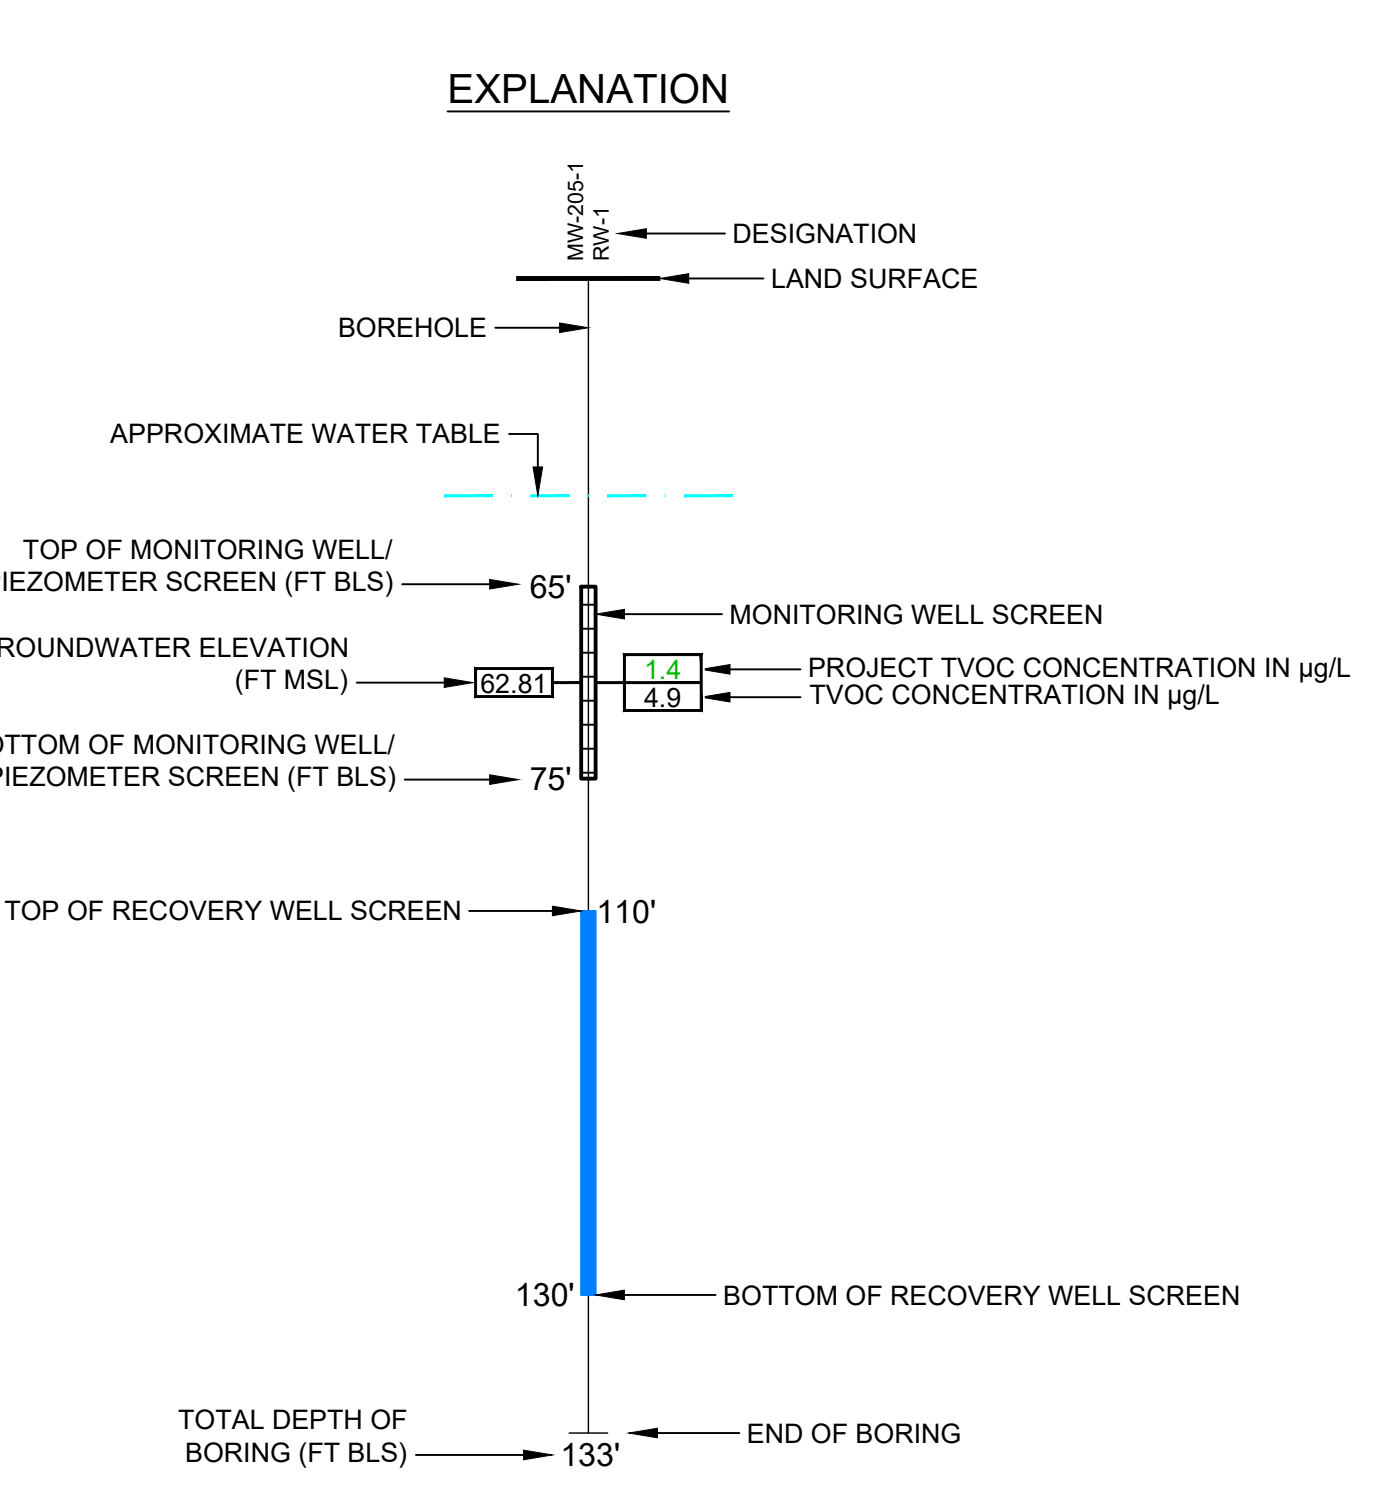 EXPLANATION
MW-205-1
RW-1
DESIGNATION
LAND SURFACE
BOREHOLE
APPROXIMATE WATER TABLE
TOP OF MONITORING WELL/
IEZOMETER SCREEN (FT BLS)
65'
MONITORING WELL SCREEN
ROUNDWATER ELEVATION
(FT MSL)
62.81
1.4
PROJECT TVOC CONCENTRATION IN µg/L
4.9
TVOC CONCENTRATION IN µg/L
OTTOM OF MONITORING WELL/
PIEZOMETER SCREEN (FT BLS)
75'
TOP OF RECOVERY WELL SCREEN
110'
130'
BOTTOM OF RECOVERY WELL SCREEN
TOTAL DEPTH OF
BORING (FT BLS)
133'
END OF BORING